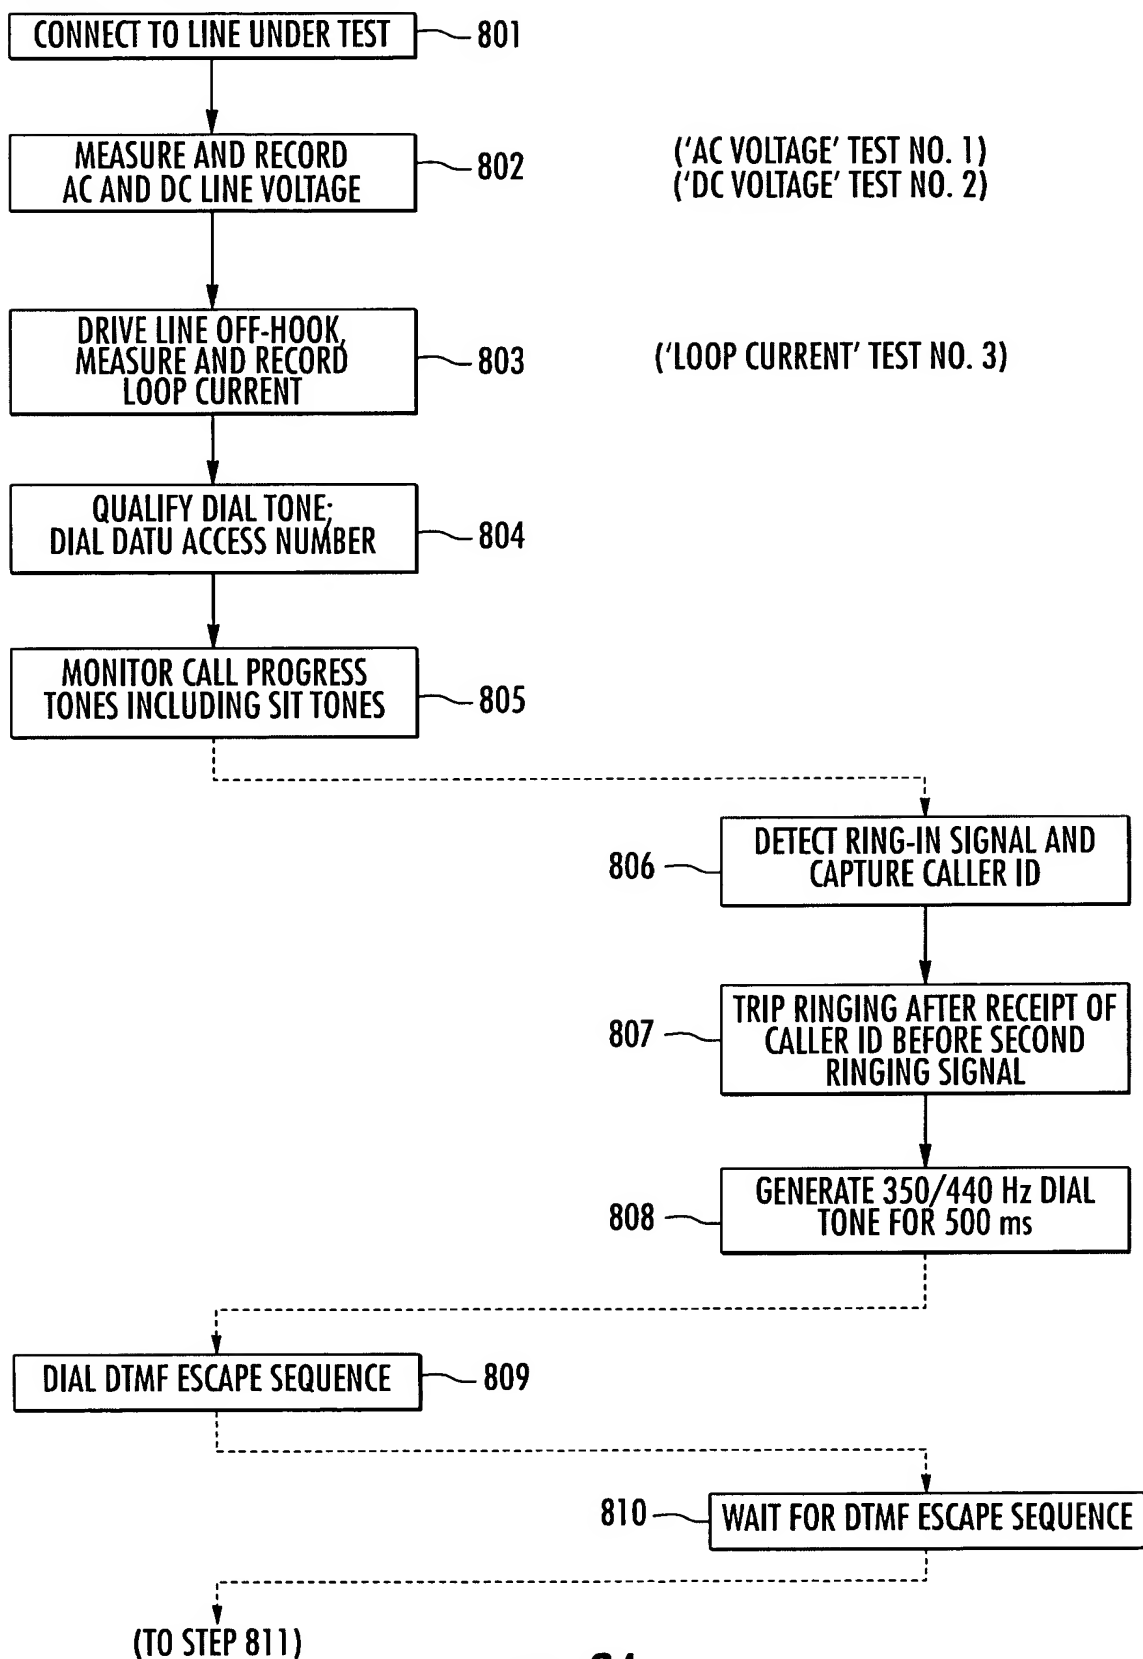 CONNECT TO LINE UNDER TEST
801
MEASURE AND RECORD
AC AND DC LINE VOLTAGE
802
('AC VOLTAGE' TEST NO. 1)
('DC VOLTAGE' TEST NO. 2)
DRIVE LINE OFF-HOOK,
MEASURE AND RECORD
LOOP CURRENT
803
('LOOP CURRENT' TEST NO. 3)
QUALIFY DIAL TONE;
DIAL DATU ACCESS NUMBER
804
MONITOR CALL PROGRESS
TONES INCLUDING SIT TONES
805
806
DETECT RING-IN SIGNAL AND
CAPTURE CALLER ID
807
TRIP RINGING AFTER RECEIPT OF
CALLER ID BEFORE SECOND
RINGING SIGNAL
808
GENERATE 350/440 Hz DIAL
TONE FOR 500 ms
DIAL DTMF ESCAPE SEQUENCE
809
810
WAIT FOR DTMF ESCAPE SEQUENCE
(TO STEP 811)